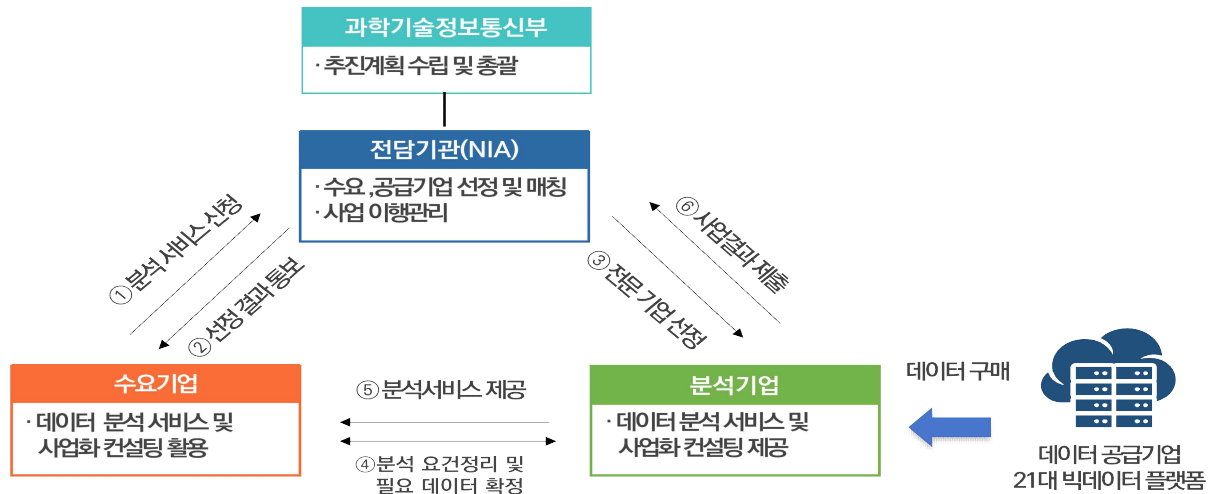 과학기술정보통신부
· 추진계획 수립 및 총괄
전담기관(NIA)
· 수요 ,공급기업 선정 및 매칭
· 사업 이행관리
① 분석 서비스 신청
② 선정 결과 통보
③ 전문 기업 선정
⑥ 사업결과 제출
수요기업
· 데이터 분석 서비스 및
사업화 컨설팅 활용
⑤ 분석서비스 제공
④ 분석 요건정리 및
필요 데이터 확정
분석기업
· 데이터 분석 서비스 및
사업화 컨설팅 제공
데이터 구매
데이터 공급기업
21대 빅데이터 플랫폼